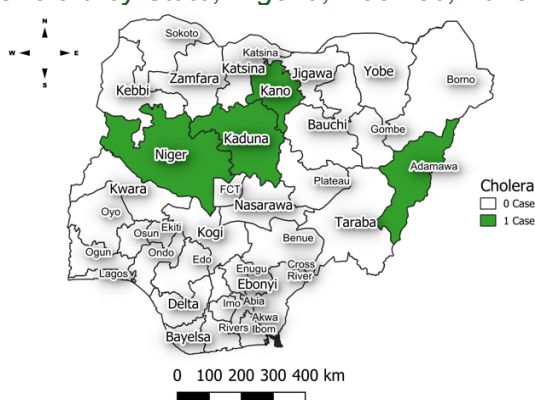 N
W
E
S
Sokoto
Katsina
Katsina
Jigawa
Yobe
Borno
Zamfara
Kebbi
Kano
Bauchi
Gombe
Kaduna
Niger
Adamawa
Plateau
Kwara
FCT
Nasarawa
Oyo
Taraba
Kogi
Ekiti
Osun
Benue
Ogun
Ondo
Edo
Lagos
Enugu
Cross
River
Ebonyi
Delta
Imo
Abia
Akwa
Ibom
Rivers
Bayelsa
Cholera
0 Case
1 Case
0 100 200 300 400 km